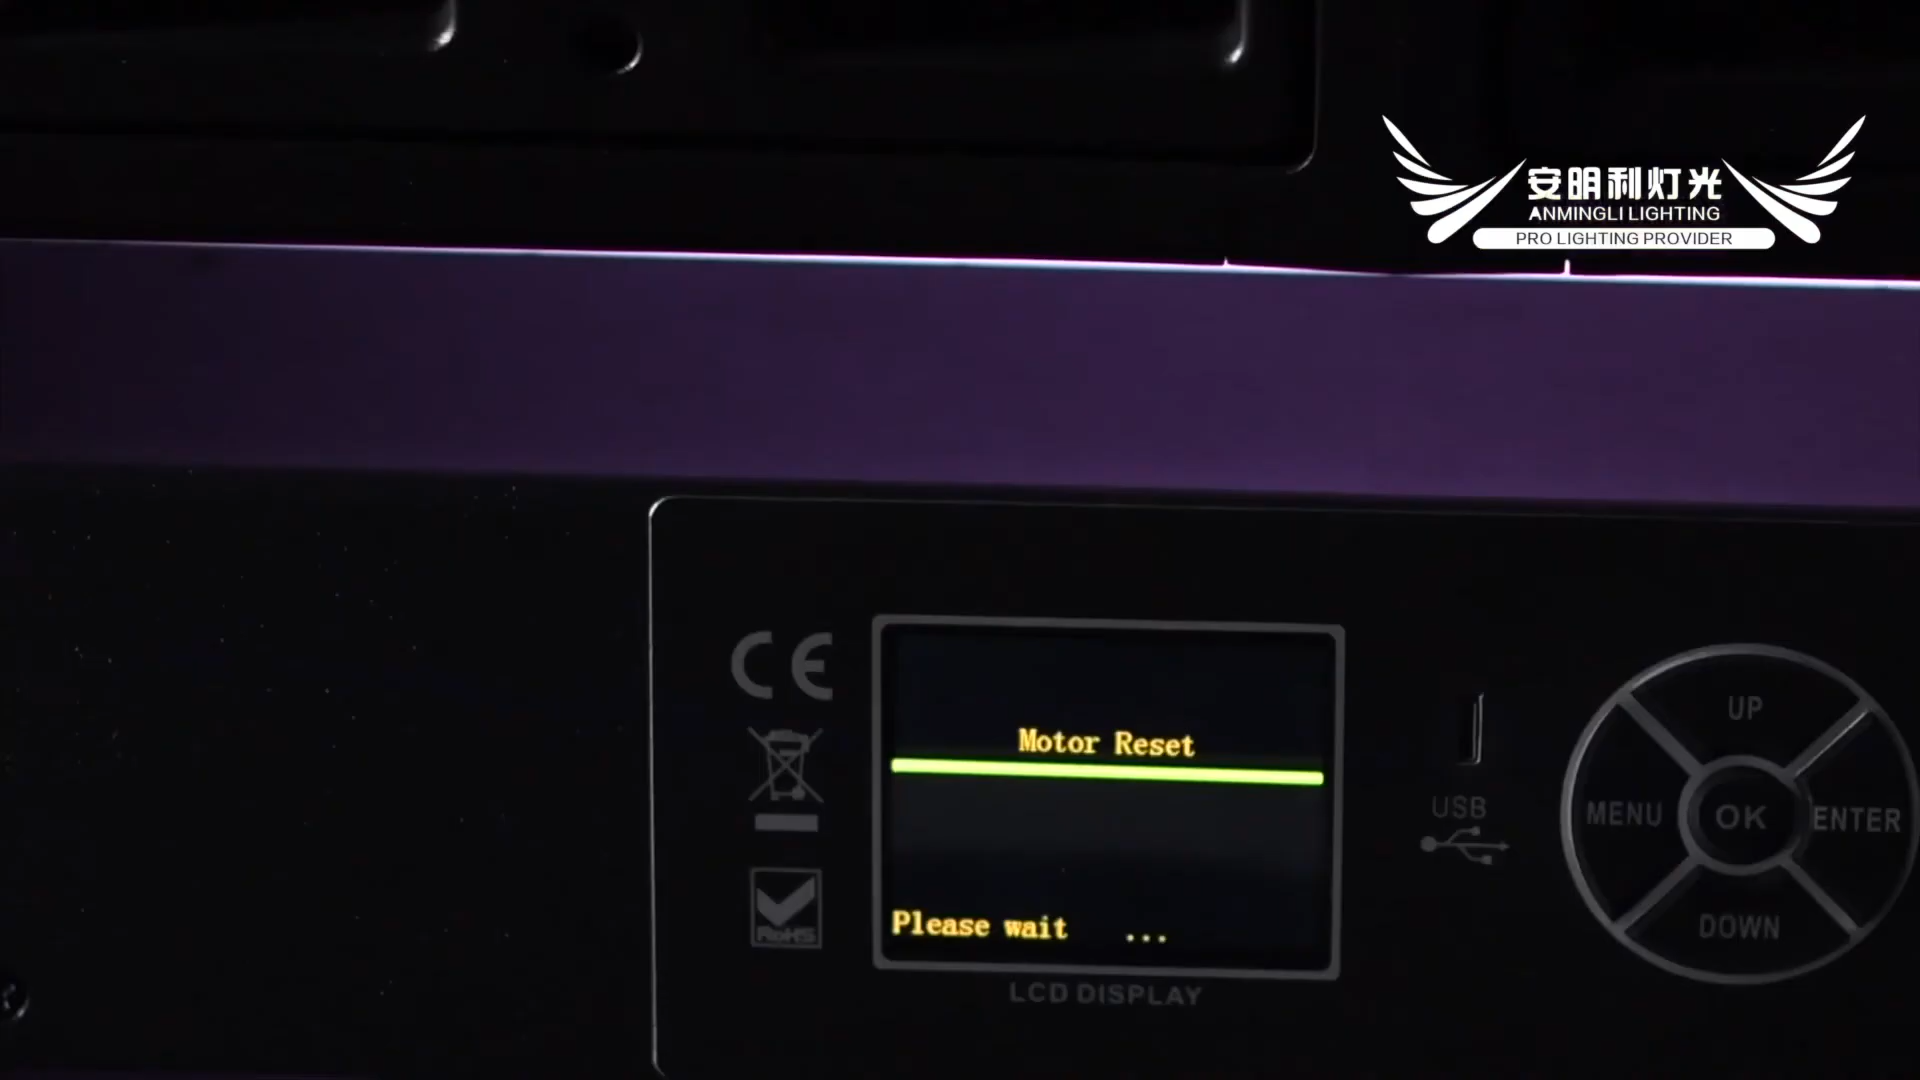 安明利灯光
ANMINGLI LIGHTING
PRO LIGHTING PROVIDER
CE
Motor Reset
Please wait ...
RoHS
LCD DISPLAY
USB
UP
MENU OK ENTER
DOWN